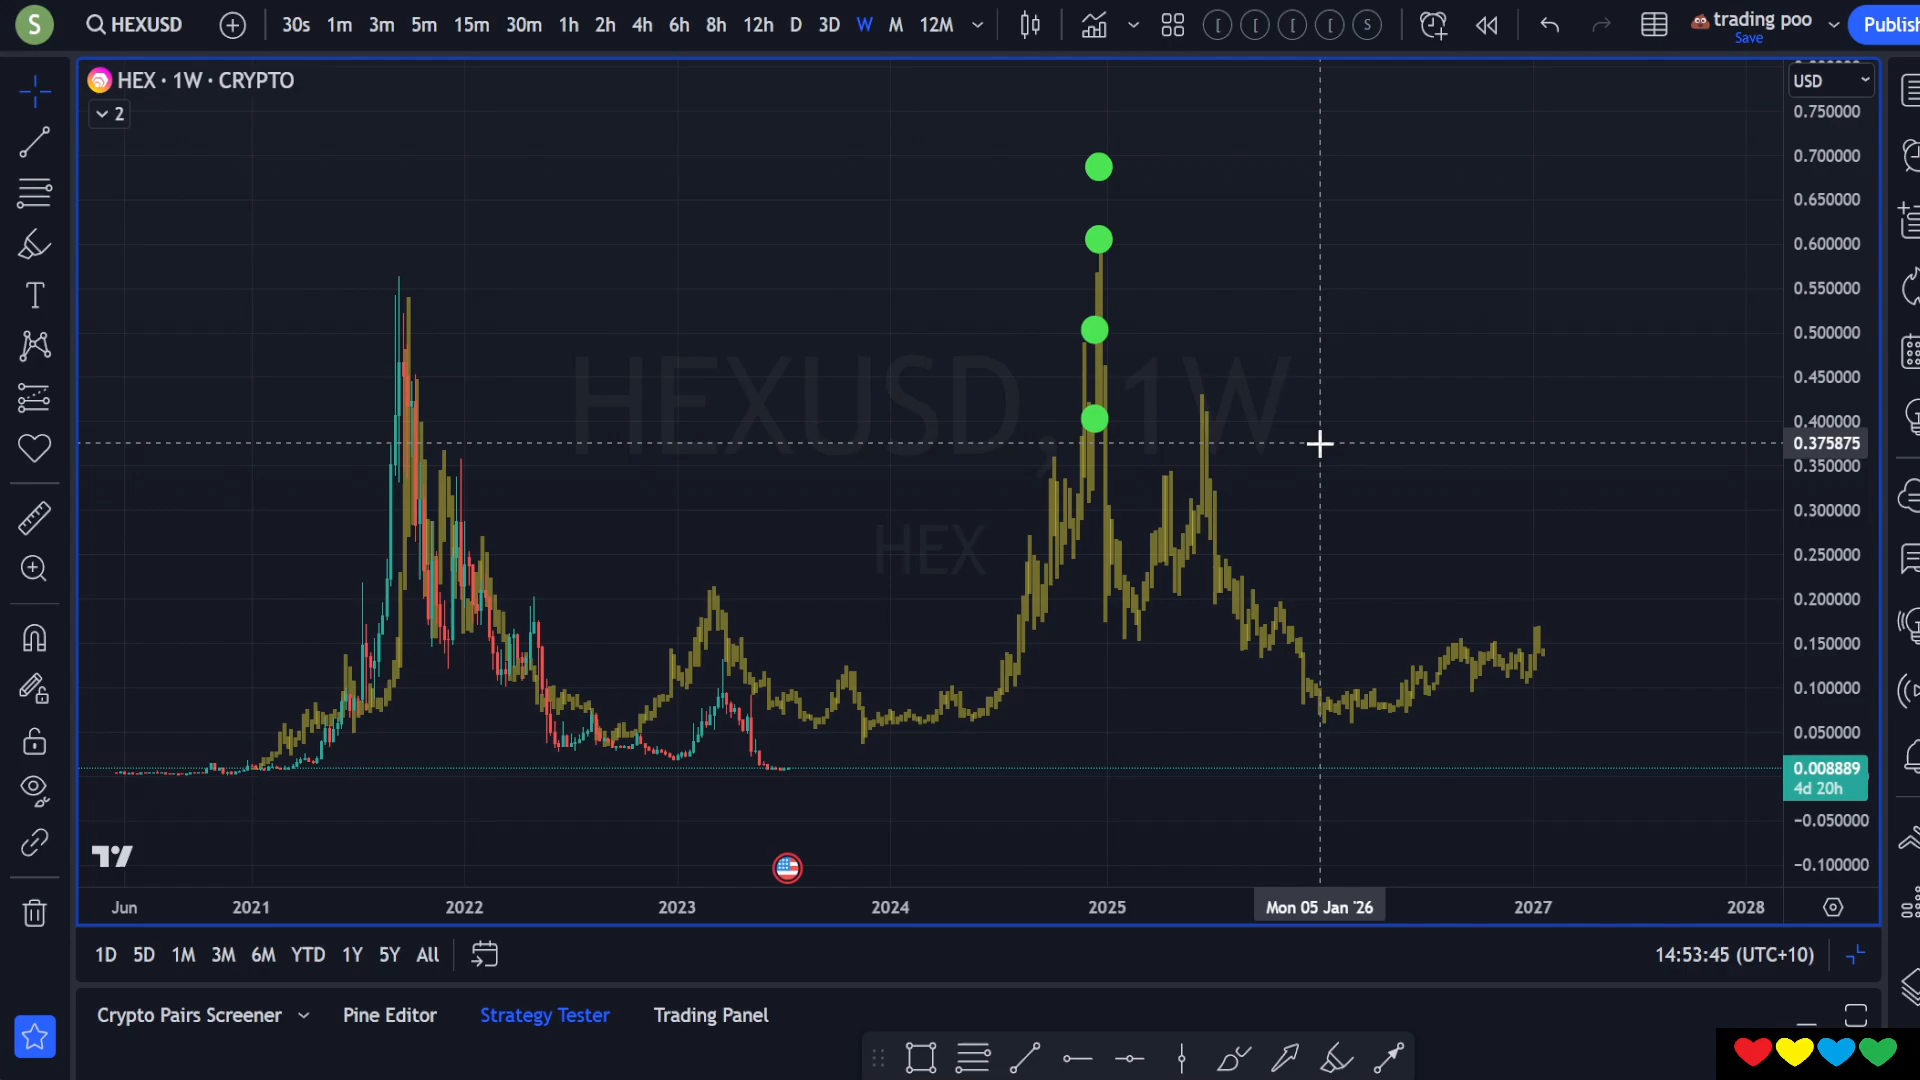 S
HEXUSD
30s 1m 3m 5m 15m 30m 1h 2h 4h 6h 8h 12h D 3D W M 12M
[ [ [ [ S
trading poo
Save
Publish
HEX · 1W · CRYPTO
2
USD
0.750000
0.700000
0.650000
0.600000
0.550000
0.500000
0.450000
0.400000
0.375875
0.350000
0.300000
0.250000
0.200000
0.150000
0.100000
0.050000
0.008889
4d 20h
−0.050000
−0.100000
HEXUSD, 1W
HEX
Jun 2021 2022 2023 2024 2025 Mon 05 Jan '26 2027 2028
1D 5D 1M 3M 6M YTD 1Y 5Y All
14:53:45 (UTC+10)
Crypto Pairs Screener Pine Editor Strategy Tester Trading Panel